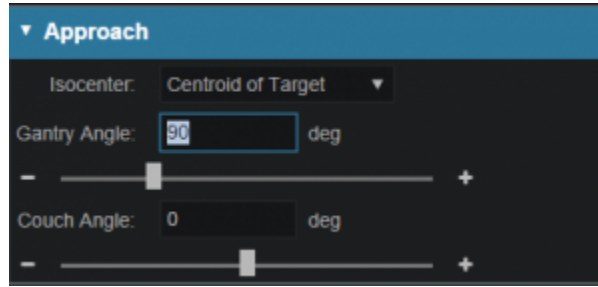 ▼ Approach
Isocenter: Centroid of Target ▼
Gantry Angle: 90 deg
- +
Couch Angle: 0 deg
- +